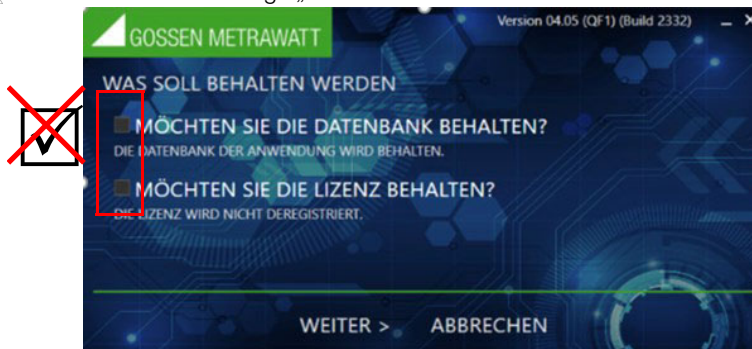 GOSSEN METRAWATT
Version 04.05 (QF1) (Build 2332)
WAS SOLL BEHALTEN WERDEN
MÖCHTEN SIE DIE DATENBANK BEHALTEN?
DIE DATENBANK DER ANWENDUNG WIRD BEHALTEN.
MÖCHTEN SIE DIE LIZENZ BEHALTEN?
DIE LIZENZ WIRD NICHT DEREGISTRIERT.
WEITER > ABBRECHEN